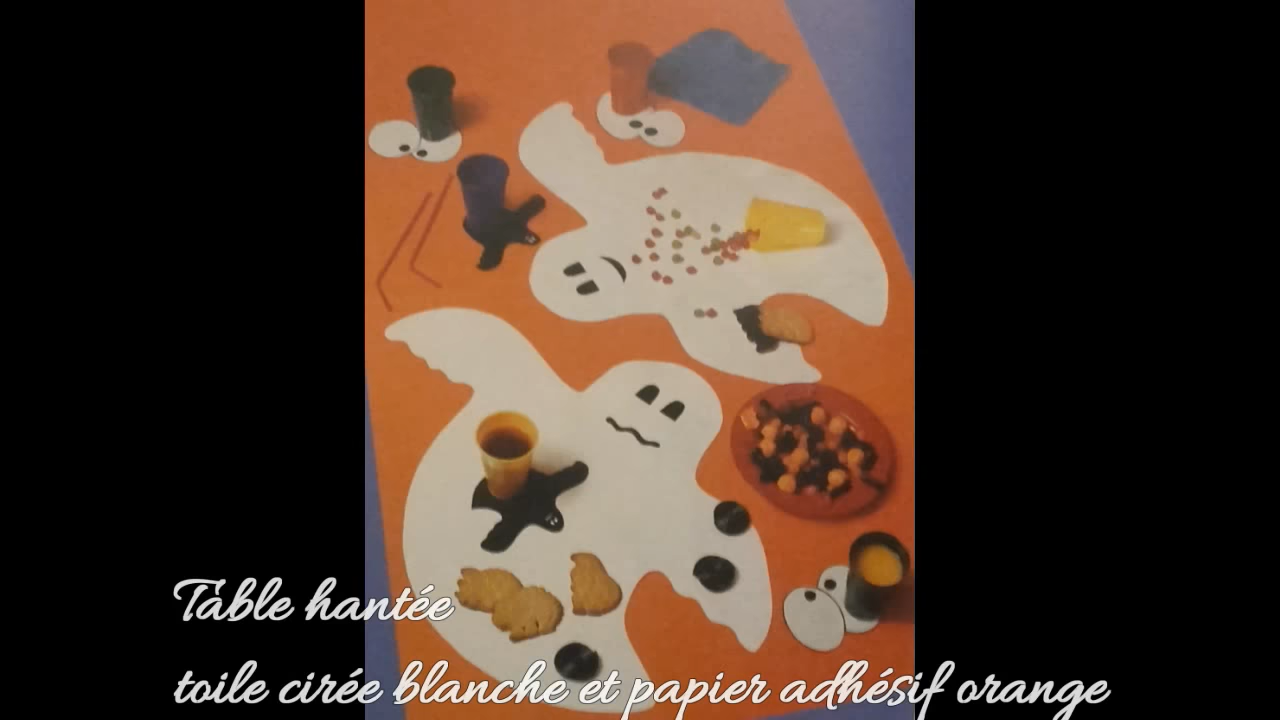 Table hantée
toile cirée blanche et papier adhésif orange